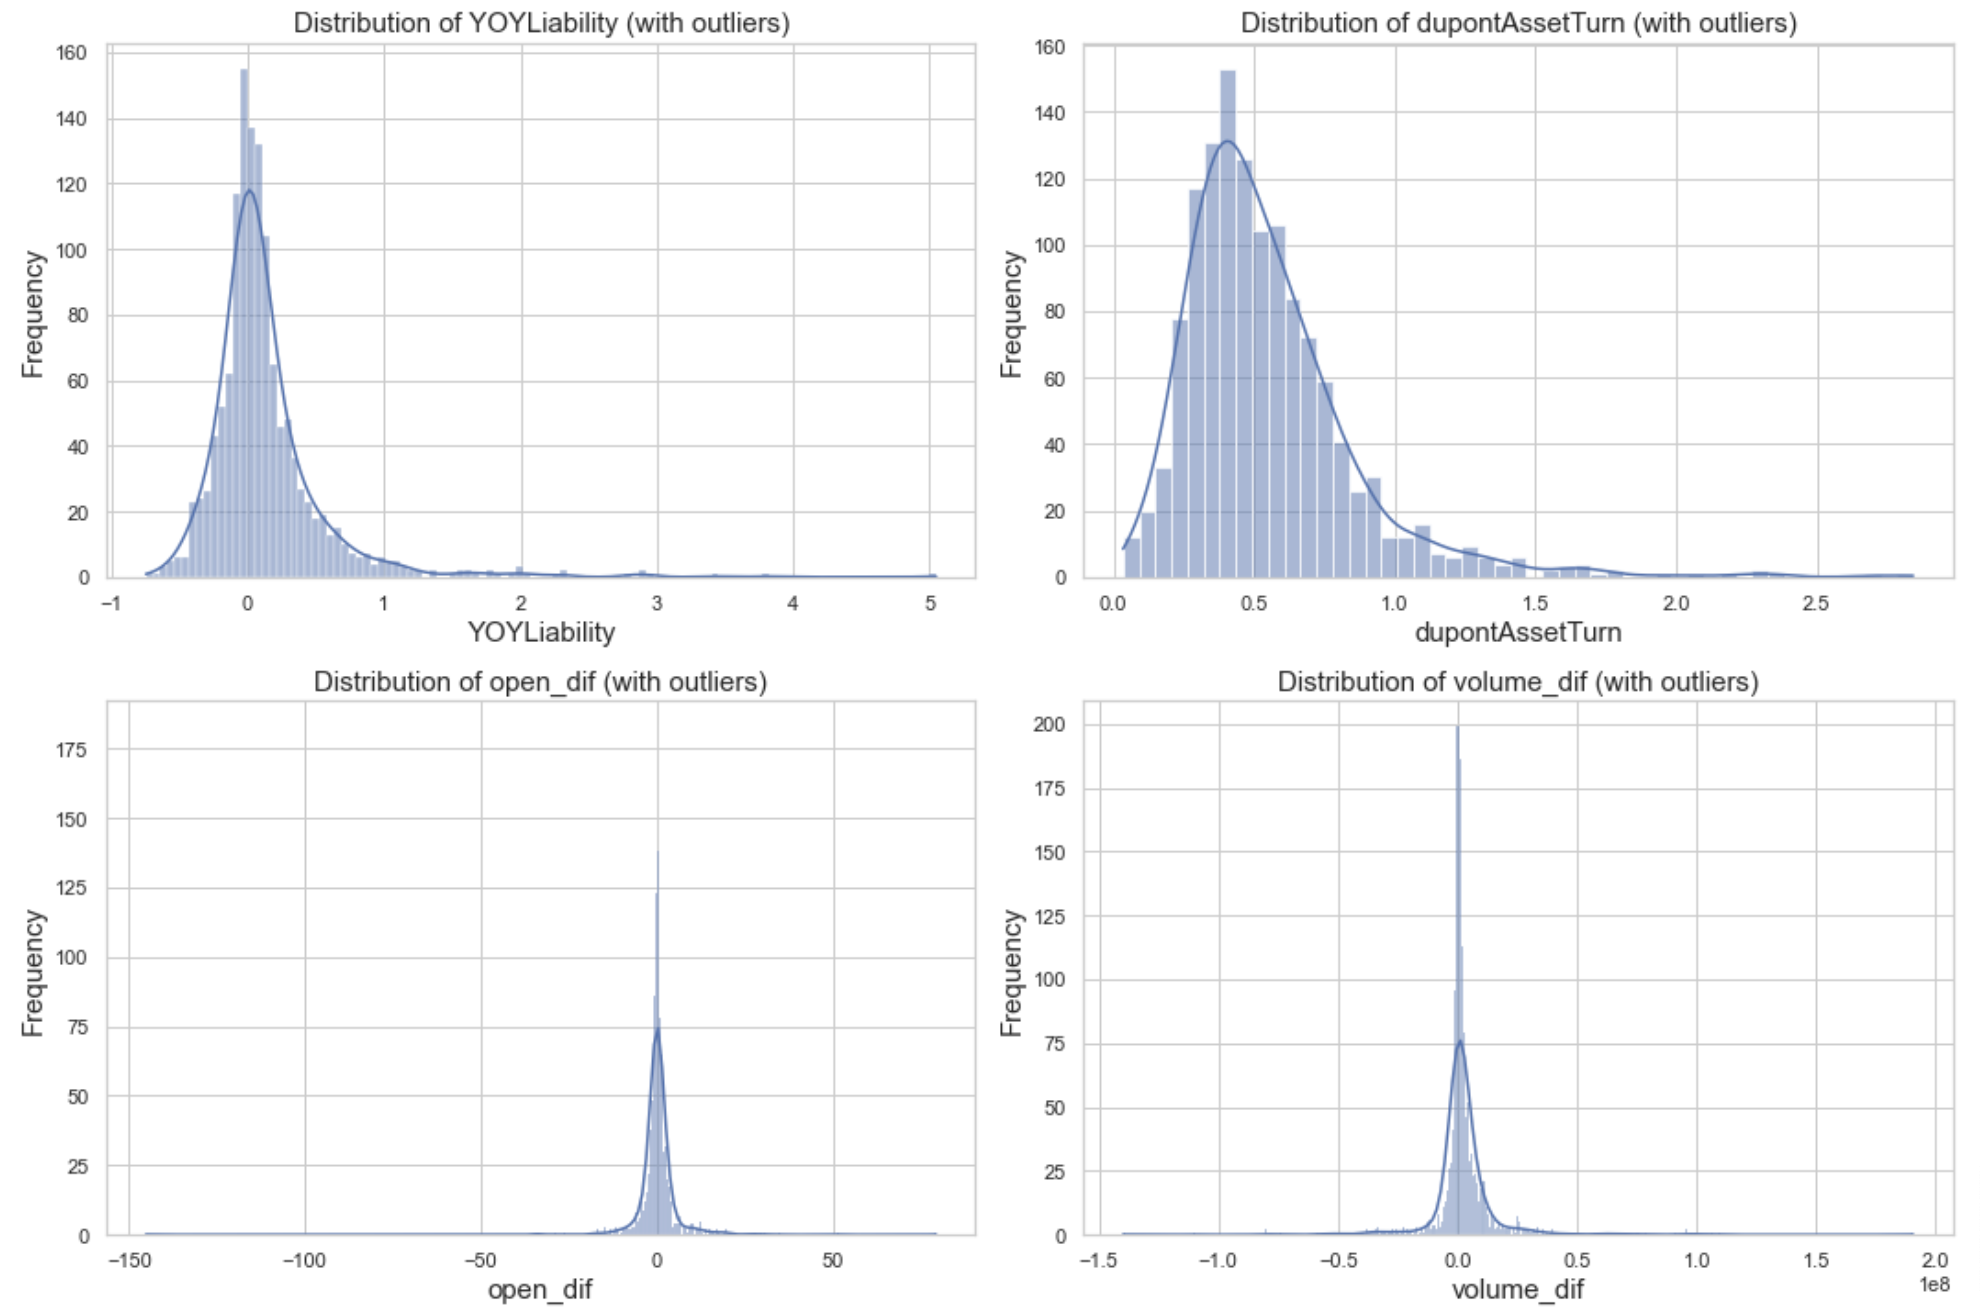 Distribution of YOYLiability (with outliers)
Frequency
160
140
120
100
80
60
40
20
0
−1 0 1 2 3 4 5
YOYLiability
Distribution of dupontAssetTurn (with outliers)
Frequency
160
140
120
100
80
60
40
20
0
0.0 0.5 1.0 1.5 2.0 2.5
dupontAssetTurn
Distribution of open_dif (with outliers)
Frequency
175
150
125
100
75
50
25
0
−150 −100 −50 0 50
open_dif
Distribution of volume_dif (with outliers)
Frequency
200
175
150
125
100
75
50
25
0
−1.5 −1.0 −0.5 0.0 0.5 1.0 1.5 2.0
1e8
volume_dif